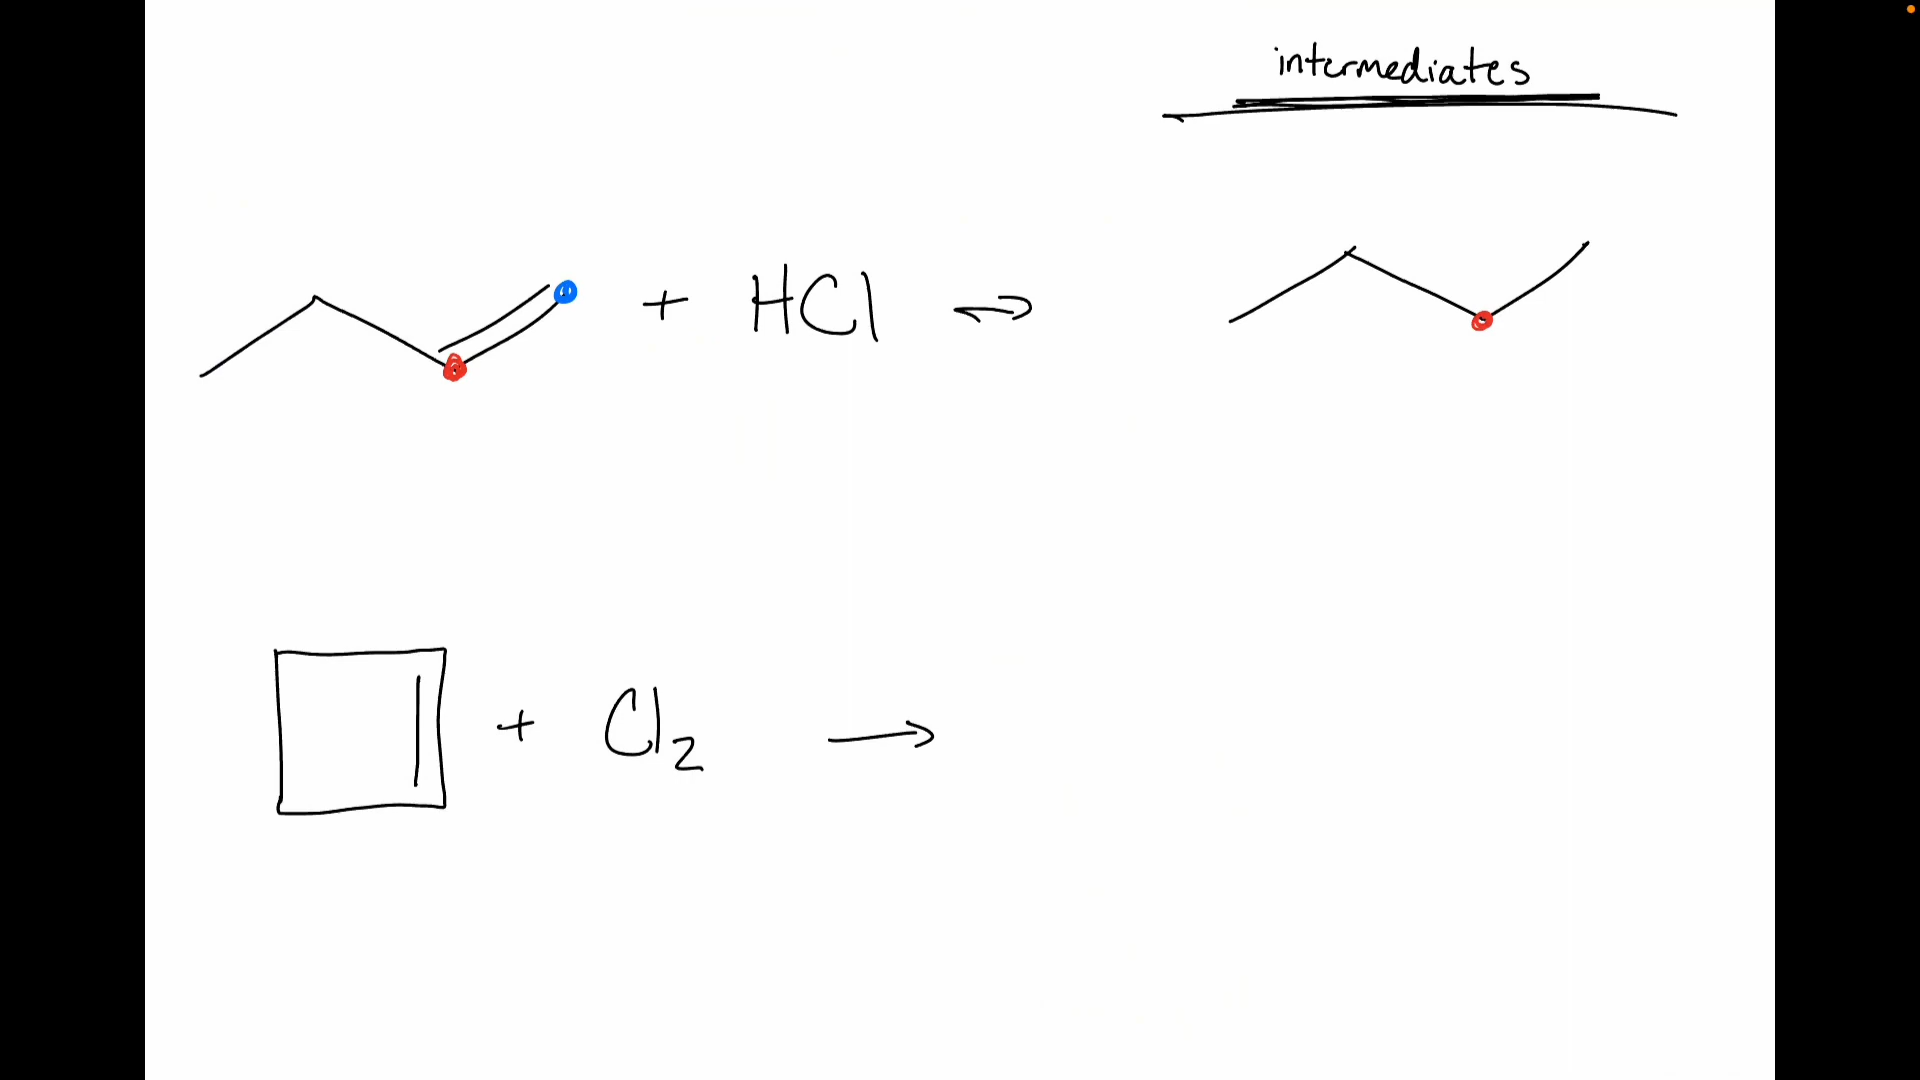 intermediates
+ HCl ⇌
+ Cl₂ →